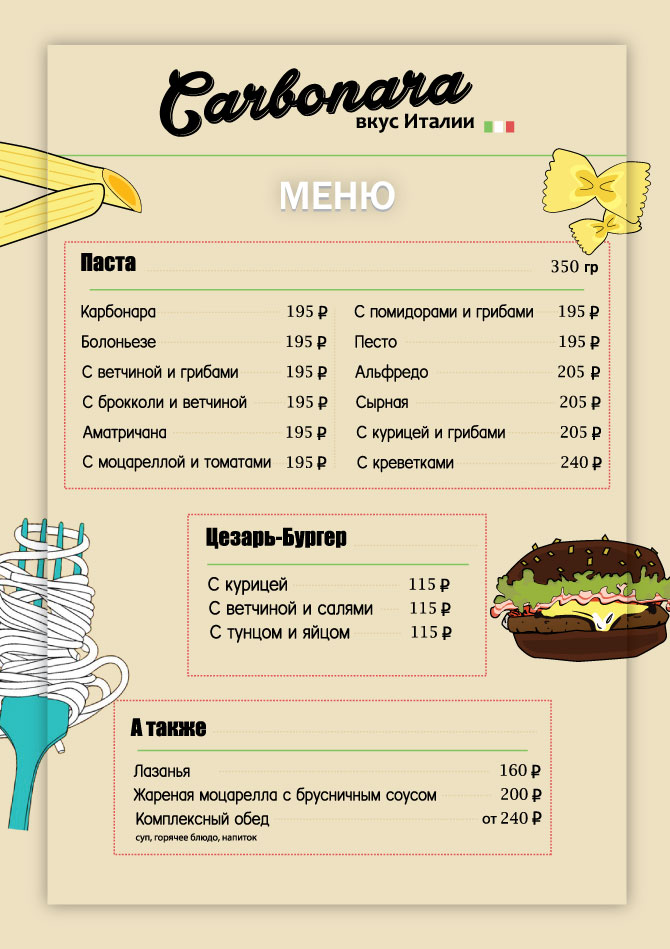 Carbonara
вкус Италии
МЕНЮ
Паста 350 гр
Карбонара 195 ₽
Болоньезе 195 ₽
С ветчиной и грибами 195 ₽
С брокколи и ветчиной 195 ₽
Аматричана 195 ₽
С моцареллой и томатами 195 ₽
С помидорами и грибами 195 ₽
Песто 195 ₽
Альфредо 205 ₽
Сырная 205 ₽
С курицей и грибами 205 ₽
С креветками 240 ₽
Цезарь-Бургер
С курицей 115 ₽
С ветчиной и салями 115 ₽
С тунцом и яйцом 115 ₽
А также
Лазанья 160 ₽
Жареная моцарелла с брусничным соусом 200 ₽
Комплексный обед от 240 ₽
суп, горячее блюдо, напиток